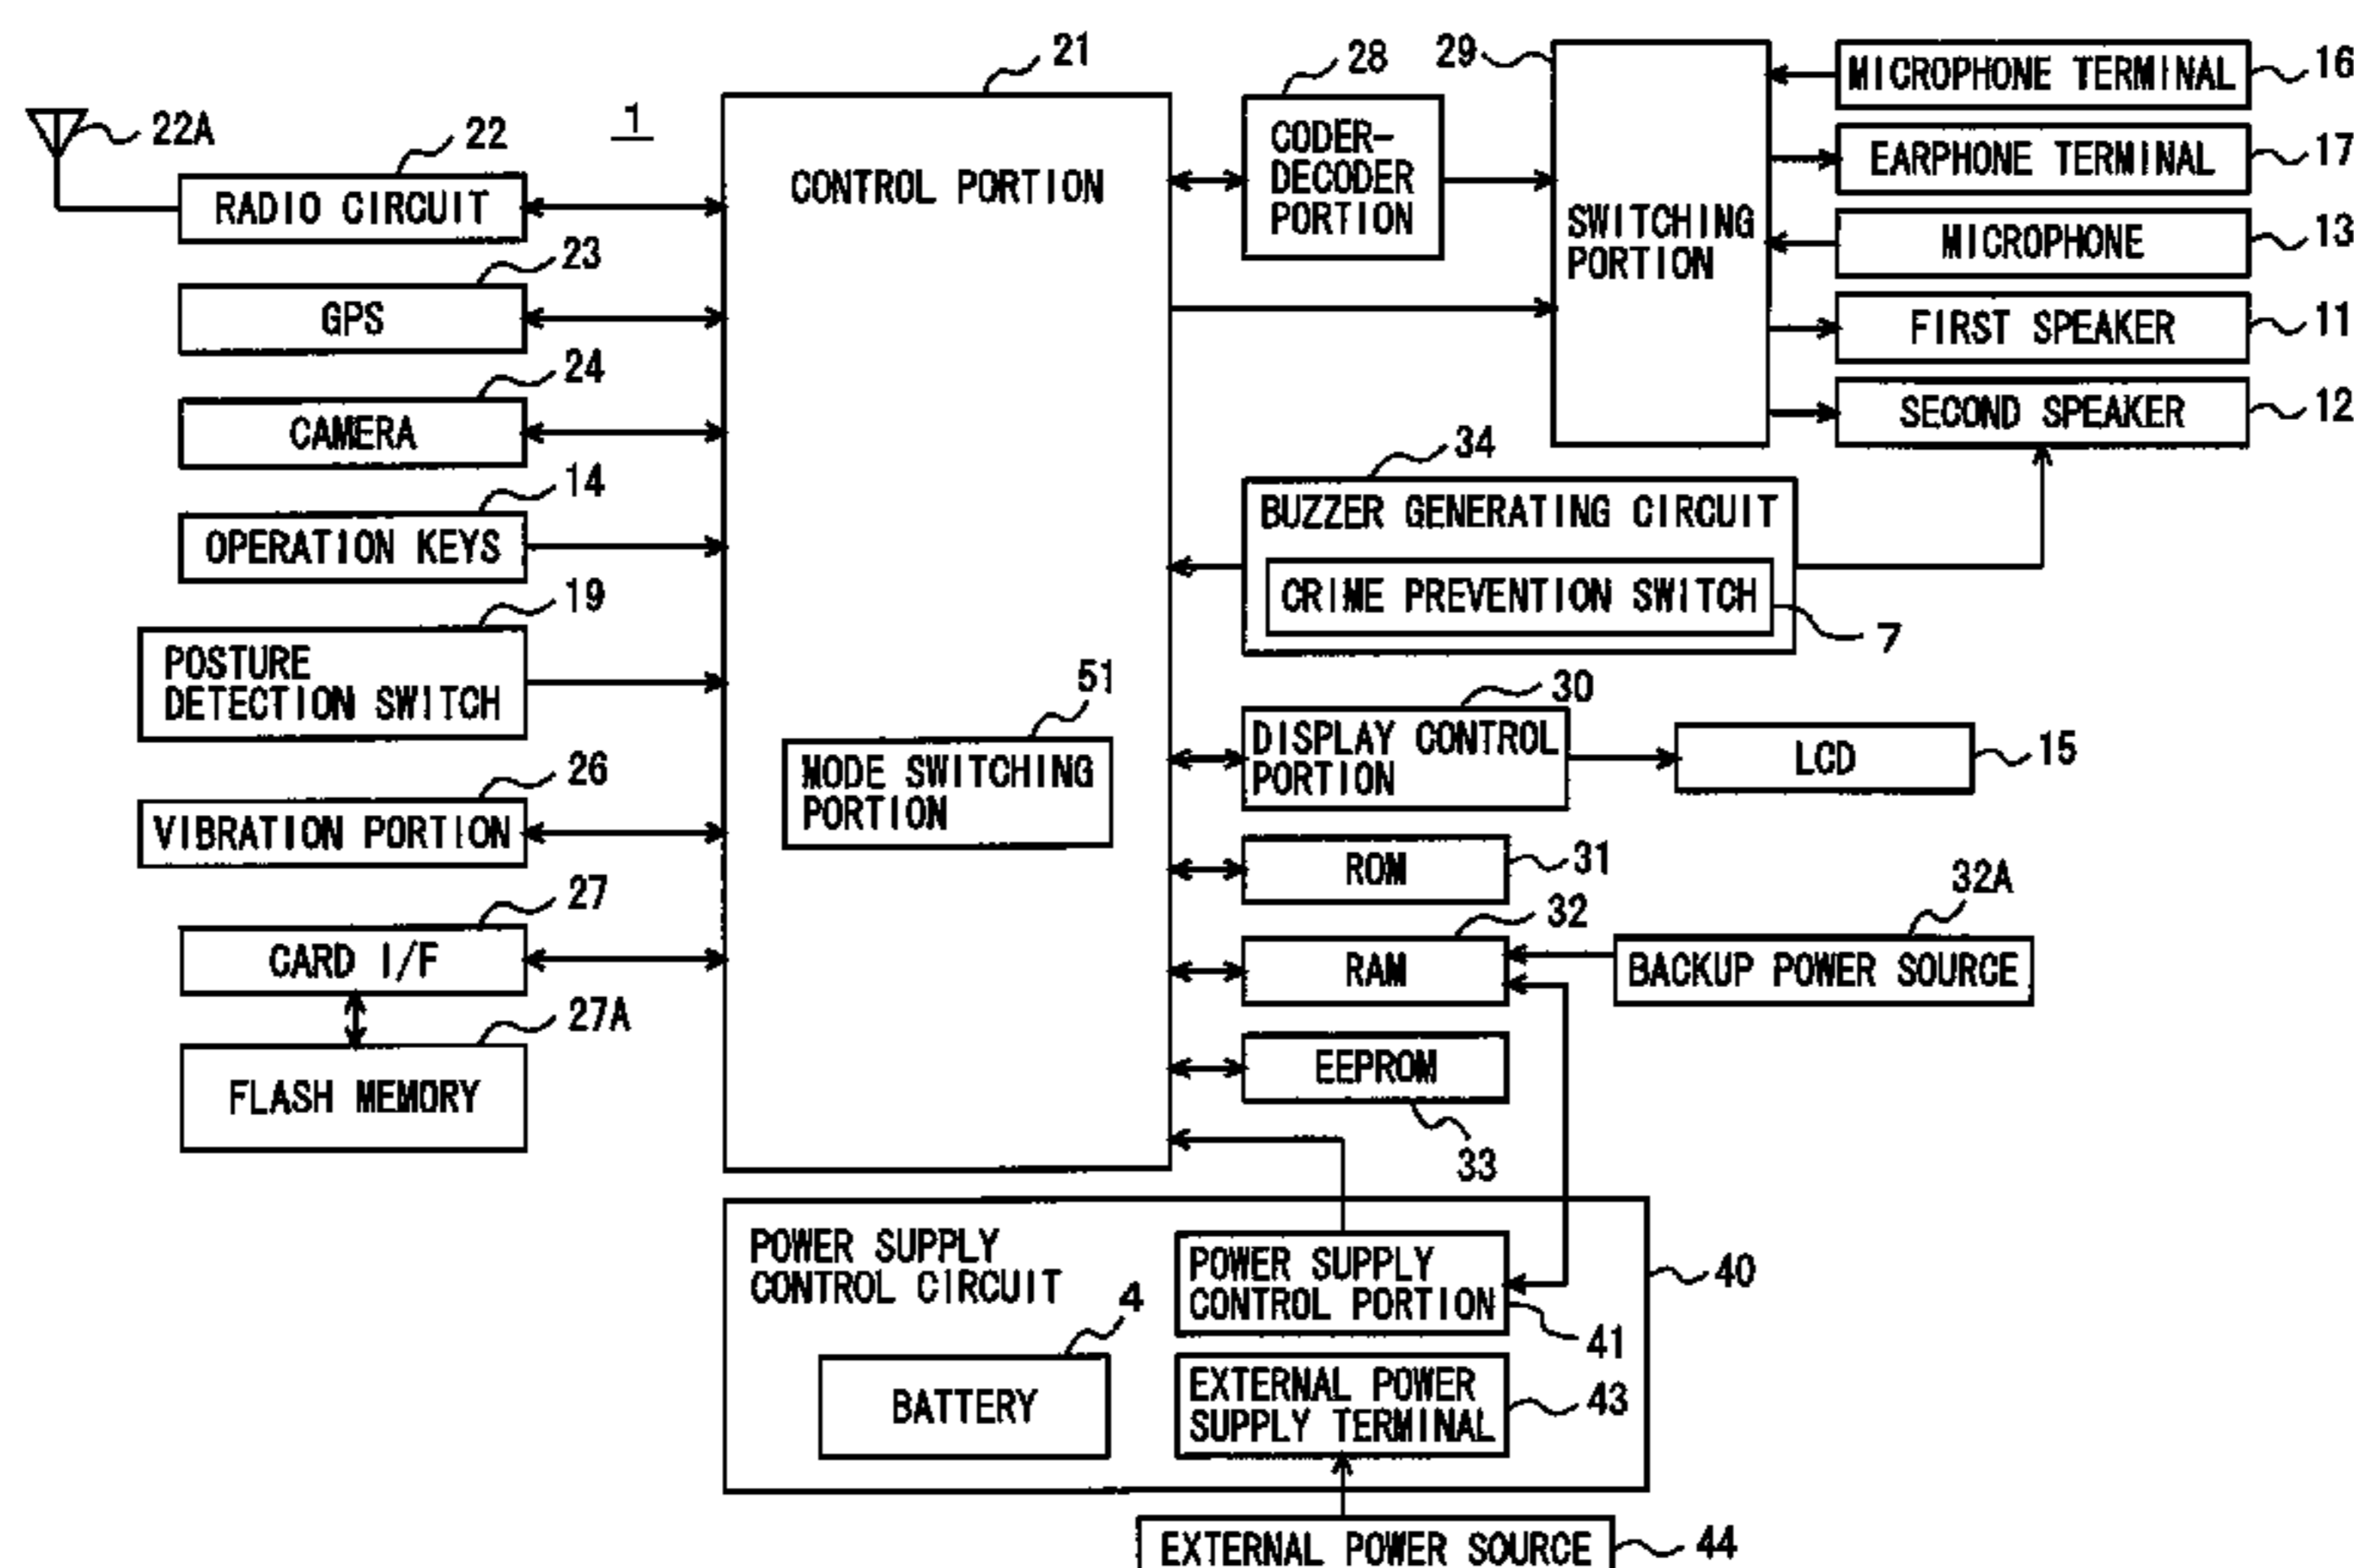 1
22A
RADIO CIRCUIT
22
GPS
23
CAMERA
24
OPERATION KEYS
14
POSTURE
DETECTION SWITCH
19
VIBRATION PORTION
26
CARD I/F
27
FLASH MEMORY
27A
CONTROL PORTION
21
MODE SWITCHING
PORTION
51
CODER-
DECODER
PORTION
28
SWITCHING
PORTION
29
MICROPHONE TERMINAL
16
EARPHONE TERMINAL
17
MICROPHONE
13
FIRST SPEAKER
11
SECOND SPEAKER
12
BUZZER GENERATING CIRCUIT
34
CRIME PREVENTION SWITCH
7
DISPLAY CONTROL
PORTION
30
LCD
15
ROM
31
RAM
32
BACKUP POWER SOURCE
32A
EEPROM
33
POWER SUPPLY
CONTROL CIRCUIT
40
BATTERY
4
POWER SUPPLY
CONTROL PORTION
41
EXTERNAL POWER
SUPPLY TERMINAL
43
EXTERNAL POWER SOURCE
44